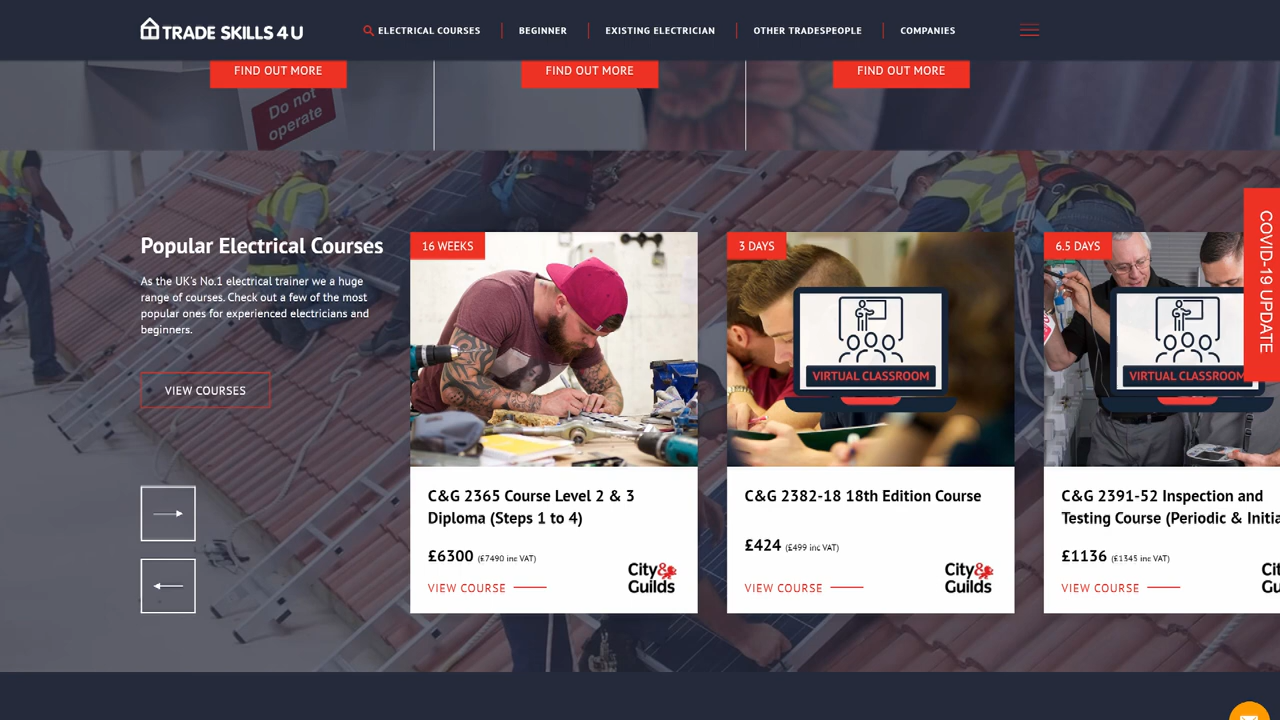 TRADE SKILLS 4 U
ELECTRICAL COURSES
BEGINNER
EXISTING ELECTRICIAN
OTHER TRADESPEOPLE
COMPANIES
FIND OUT MORE
FIND OUT MORE
FIND OUT MORE
Do not
operate
Popular Electrical Courses
As the UK's No.1 electrical trainer we a huge
range of courses. Check out a few of the most
popular ones for experienced electricians and
beginners.
VIEW COURSES
16 WEEKS
C&G 2365 Course Level 2 & 3
Diploma (Steps 1 to 4)
£6300 (£7490 inc VAT)
VIEW COURSE
City&
Guilds
3 DAYS
VIRTUAL CLASSROOM
C&G 2382-18 18th Edition Course
£424 (£499 inc VAT)
VIEW COURSE
City&
Guilds
6.5 DAYS
VIRTUAL CLASSROOM
C&G 2391-52 Inspection and
Testing Course (Periodic & Initia
£1136 (£1345 inc VAT)
VIEW COURSE
Cit
Gu
COVID-19 UPDATE